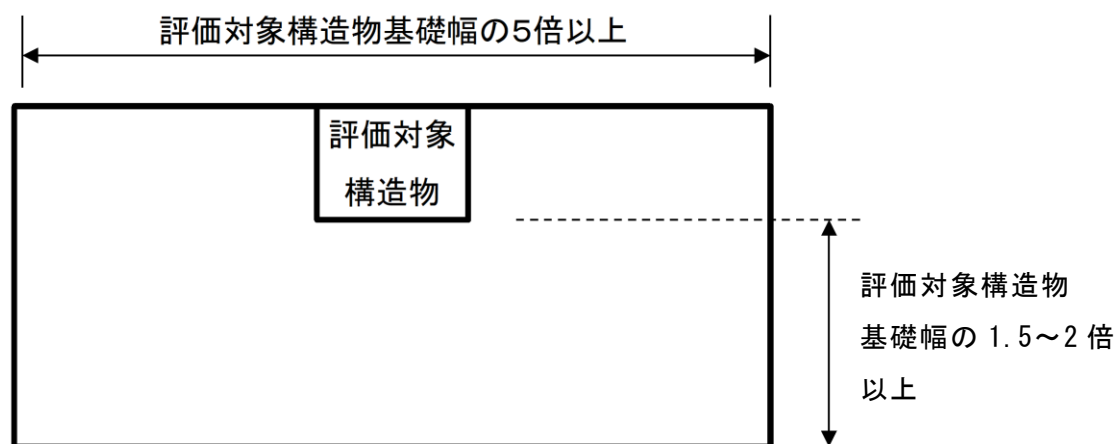 評価対象構造物基礎幅の5倍以上
評価対象
構造物
評価対象構造物
基礎幅の 1.5～2 倍
以上